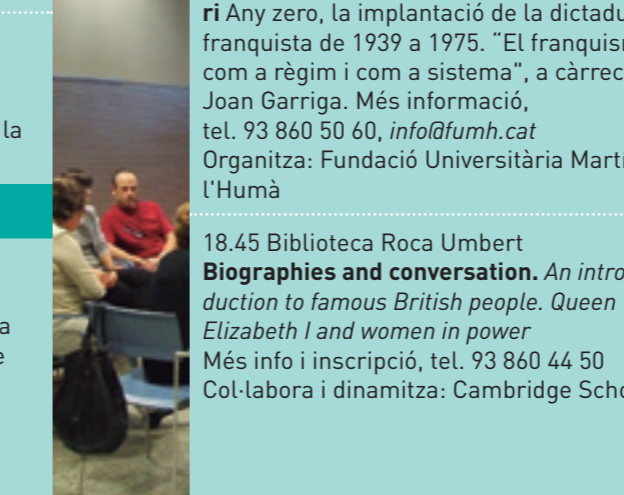 la
a
e
ri Any zero, la implantació de la dictadu
franquista de 1939 a 1975. “El franquism
com a règim i com a sistema", a càrrec
Joan Garriga. Més informació,
tel. 93 860 50 60, info@fumh.cat
Organitza: Fundació Universitària Martí
l'Humà
18.45 Biblioteca Roca Umbert
Biographies and conversation. An intro
duction to famous British people. Queen
Elizabeth I and women in power
Més info i inscripció, tel. 93 860 44 50
Col·labora i dinamitza: Cambridge Scho